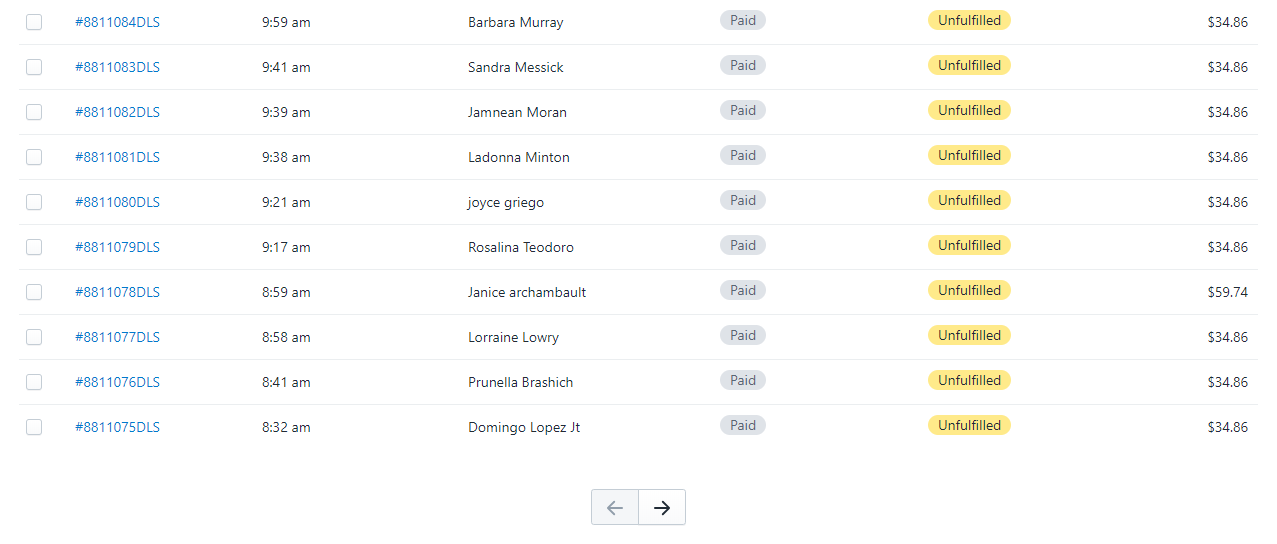 #8811084DLS 9:59 am Barbara Murray Paid Unfulfilled $34.86
#8811083DLS 9:41 am Sandra Messick Paid Unfulfilled $34.86
#8811082DLS 9:39 am Jamnean Moran Paid Unfulfilled $34.86
#8811081DLS 9:38 am Ladonna Minton Paid Unfulfilled $34.86
#8811080DLS 9:21 am joyce griego Paid Unfulfilled $34.86
#8811079DLS 9:17 am Rosalina Teodoro Paid Unfulfilled $34.86
#8811078DLS 8:59 am Janice archambault Paid Unfulfilled $59.74
#8811077DLS 8:58 am Lorraine Lowry Paid Unfulfilled $34.86
#8811076DLS 8:41 am Prunella Brashich Paid Unfulfilled $34.86
#8811075DLS 8:32 am Domingo Lopez Jt Paid Unfulfilled $34.86